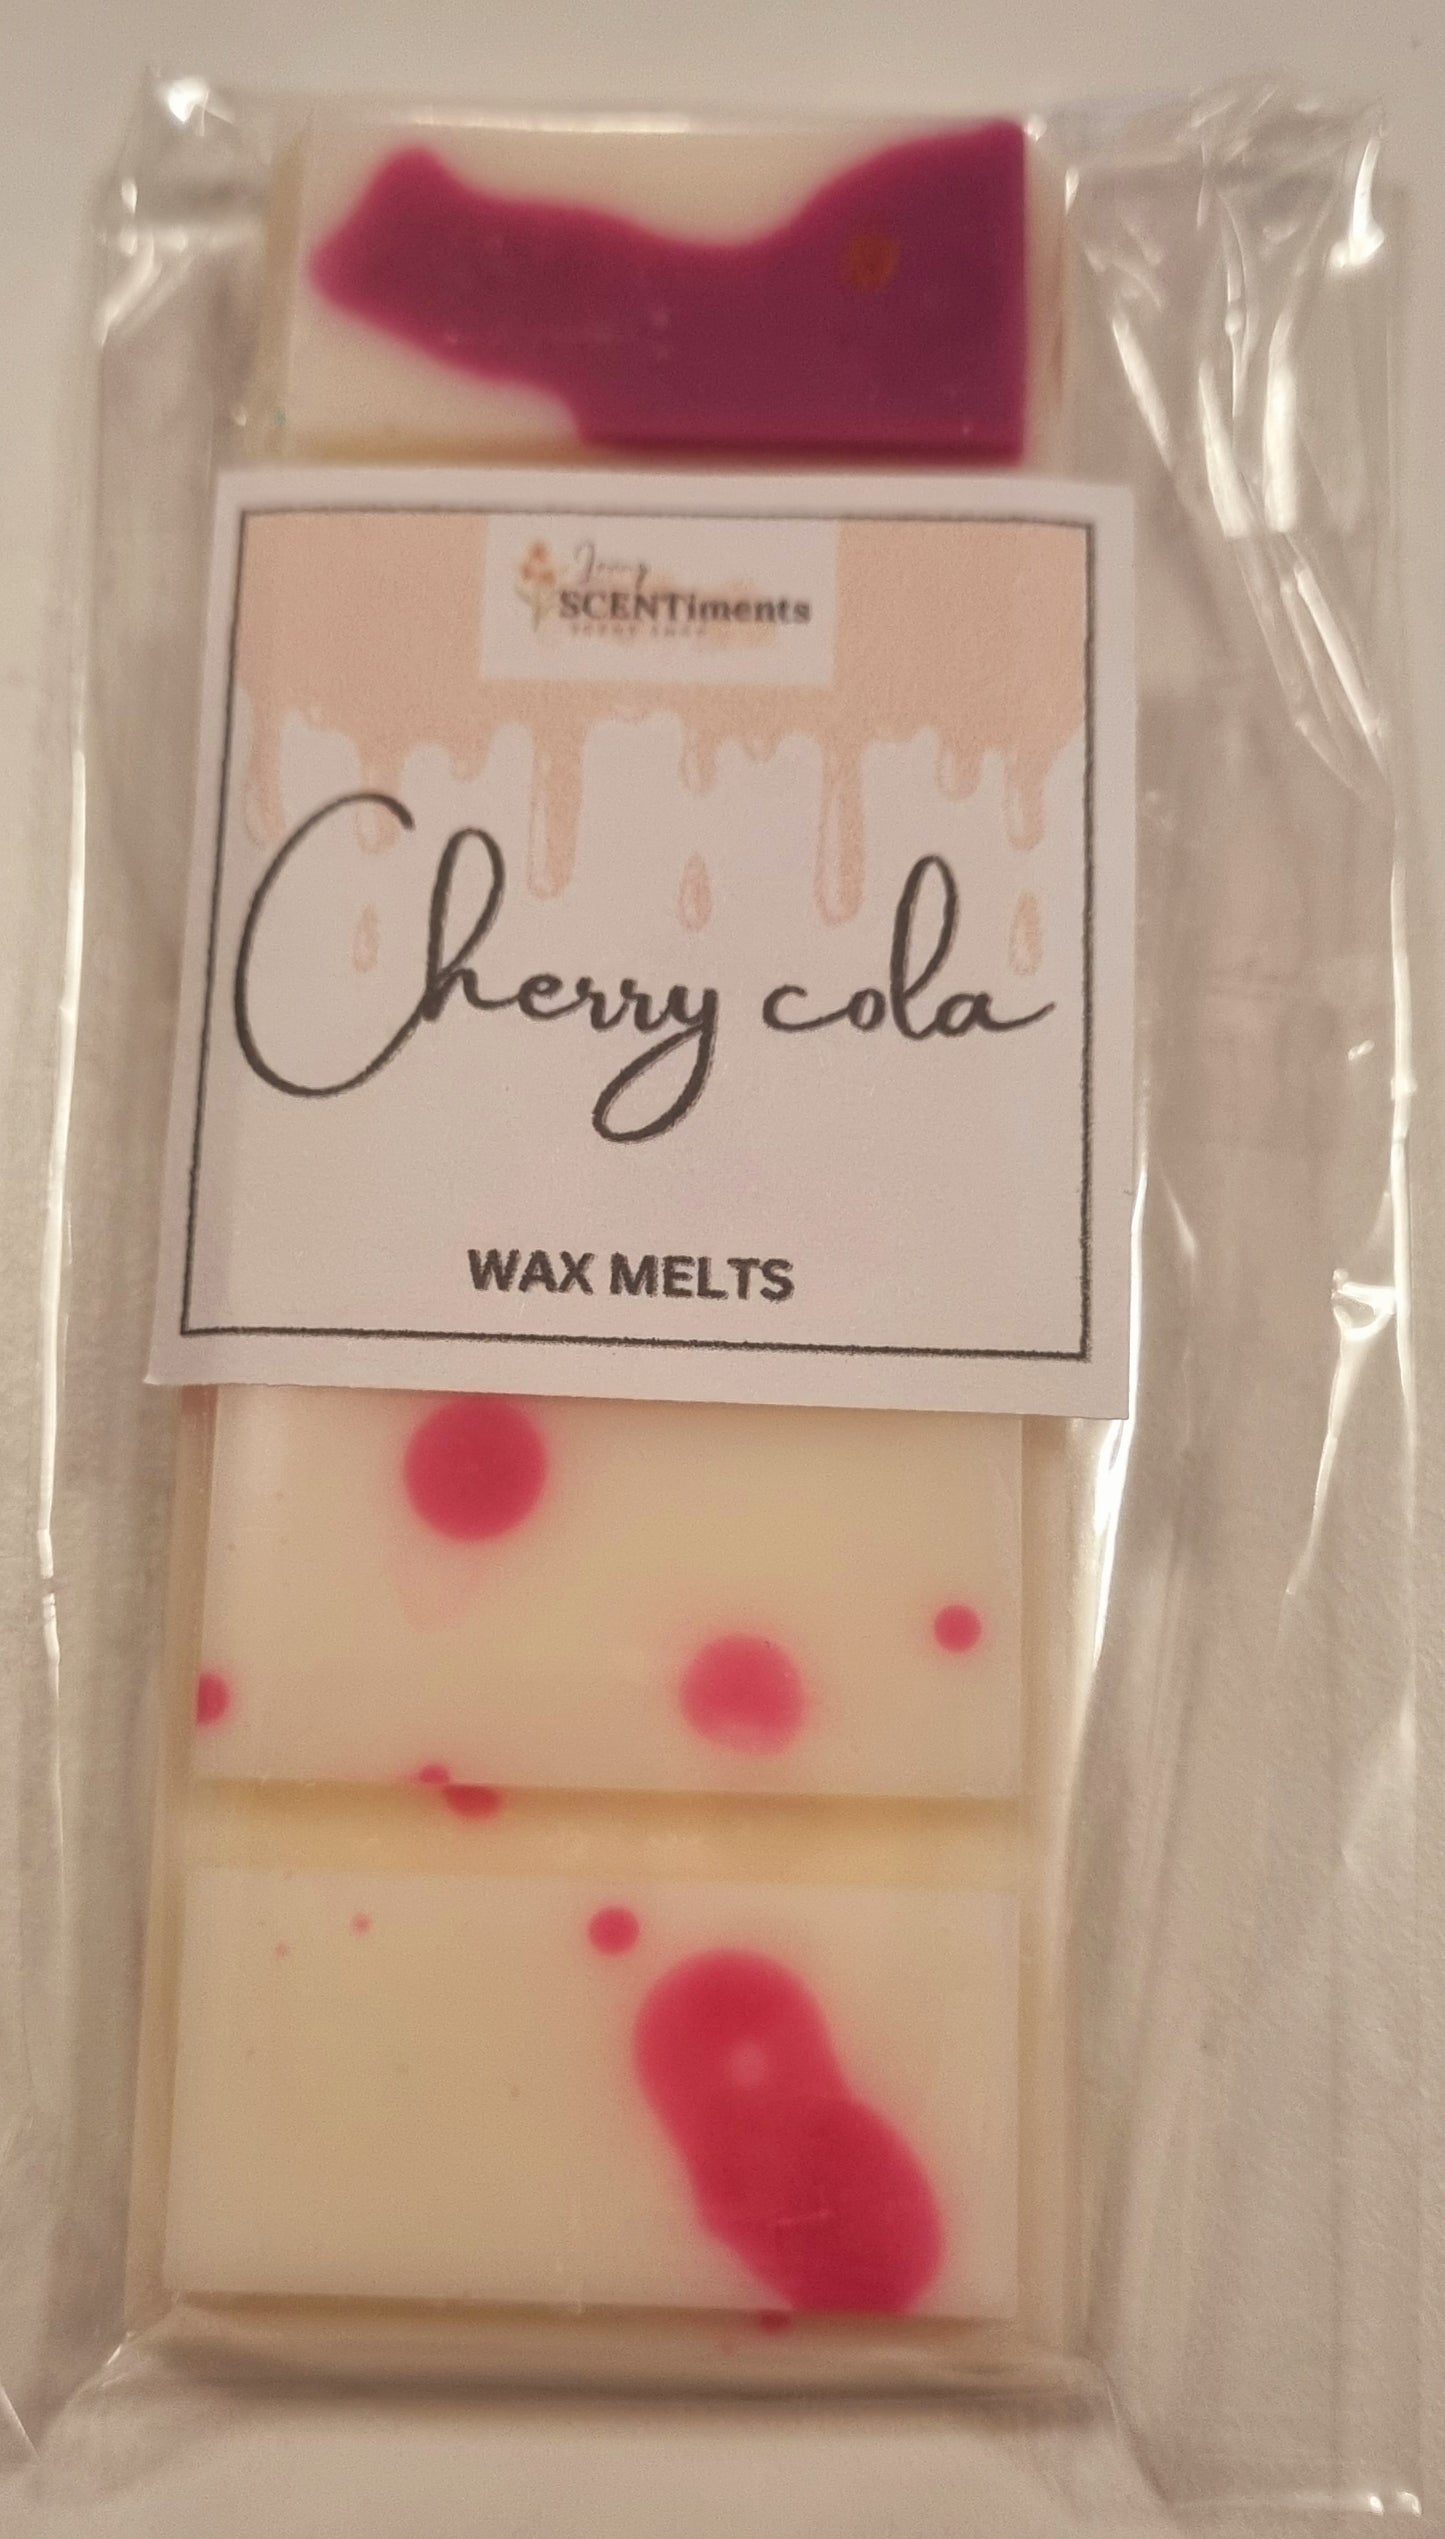 SCENTiments
Cherry cola
WAX MELTS